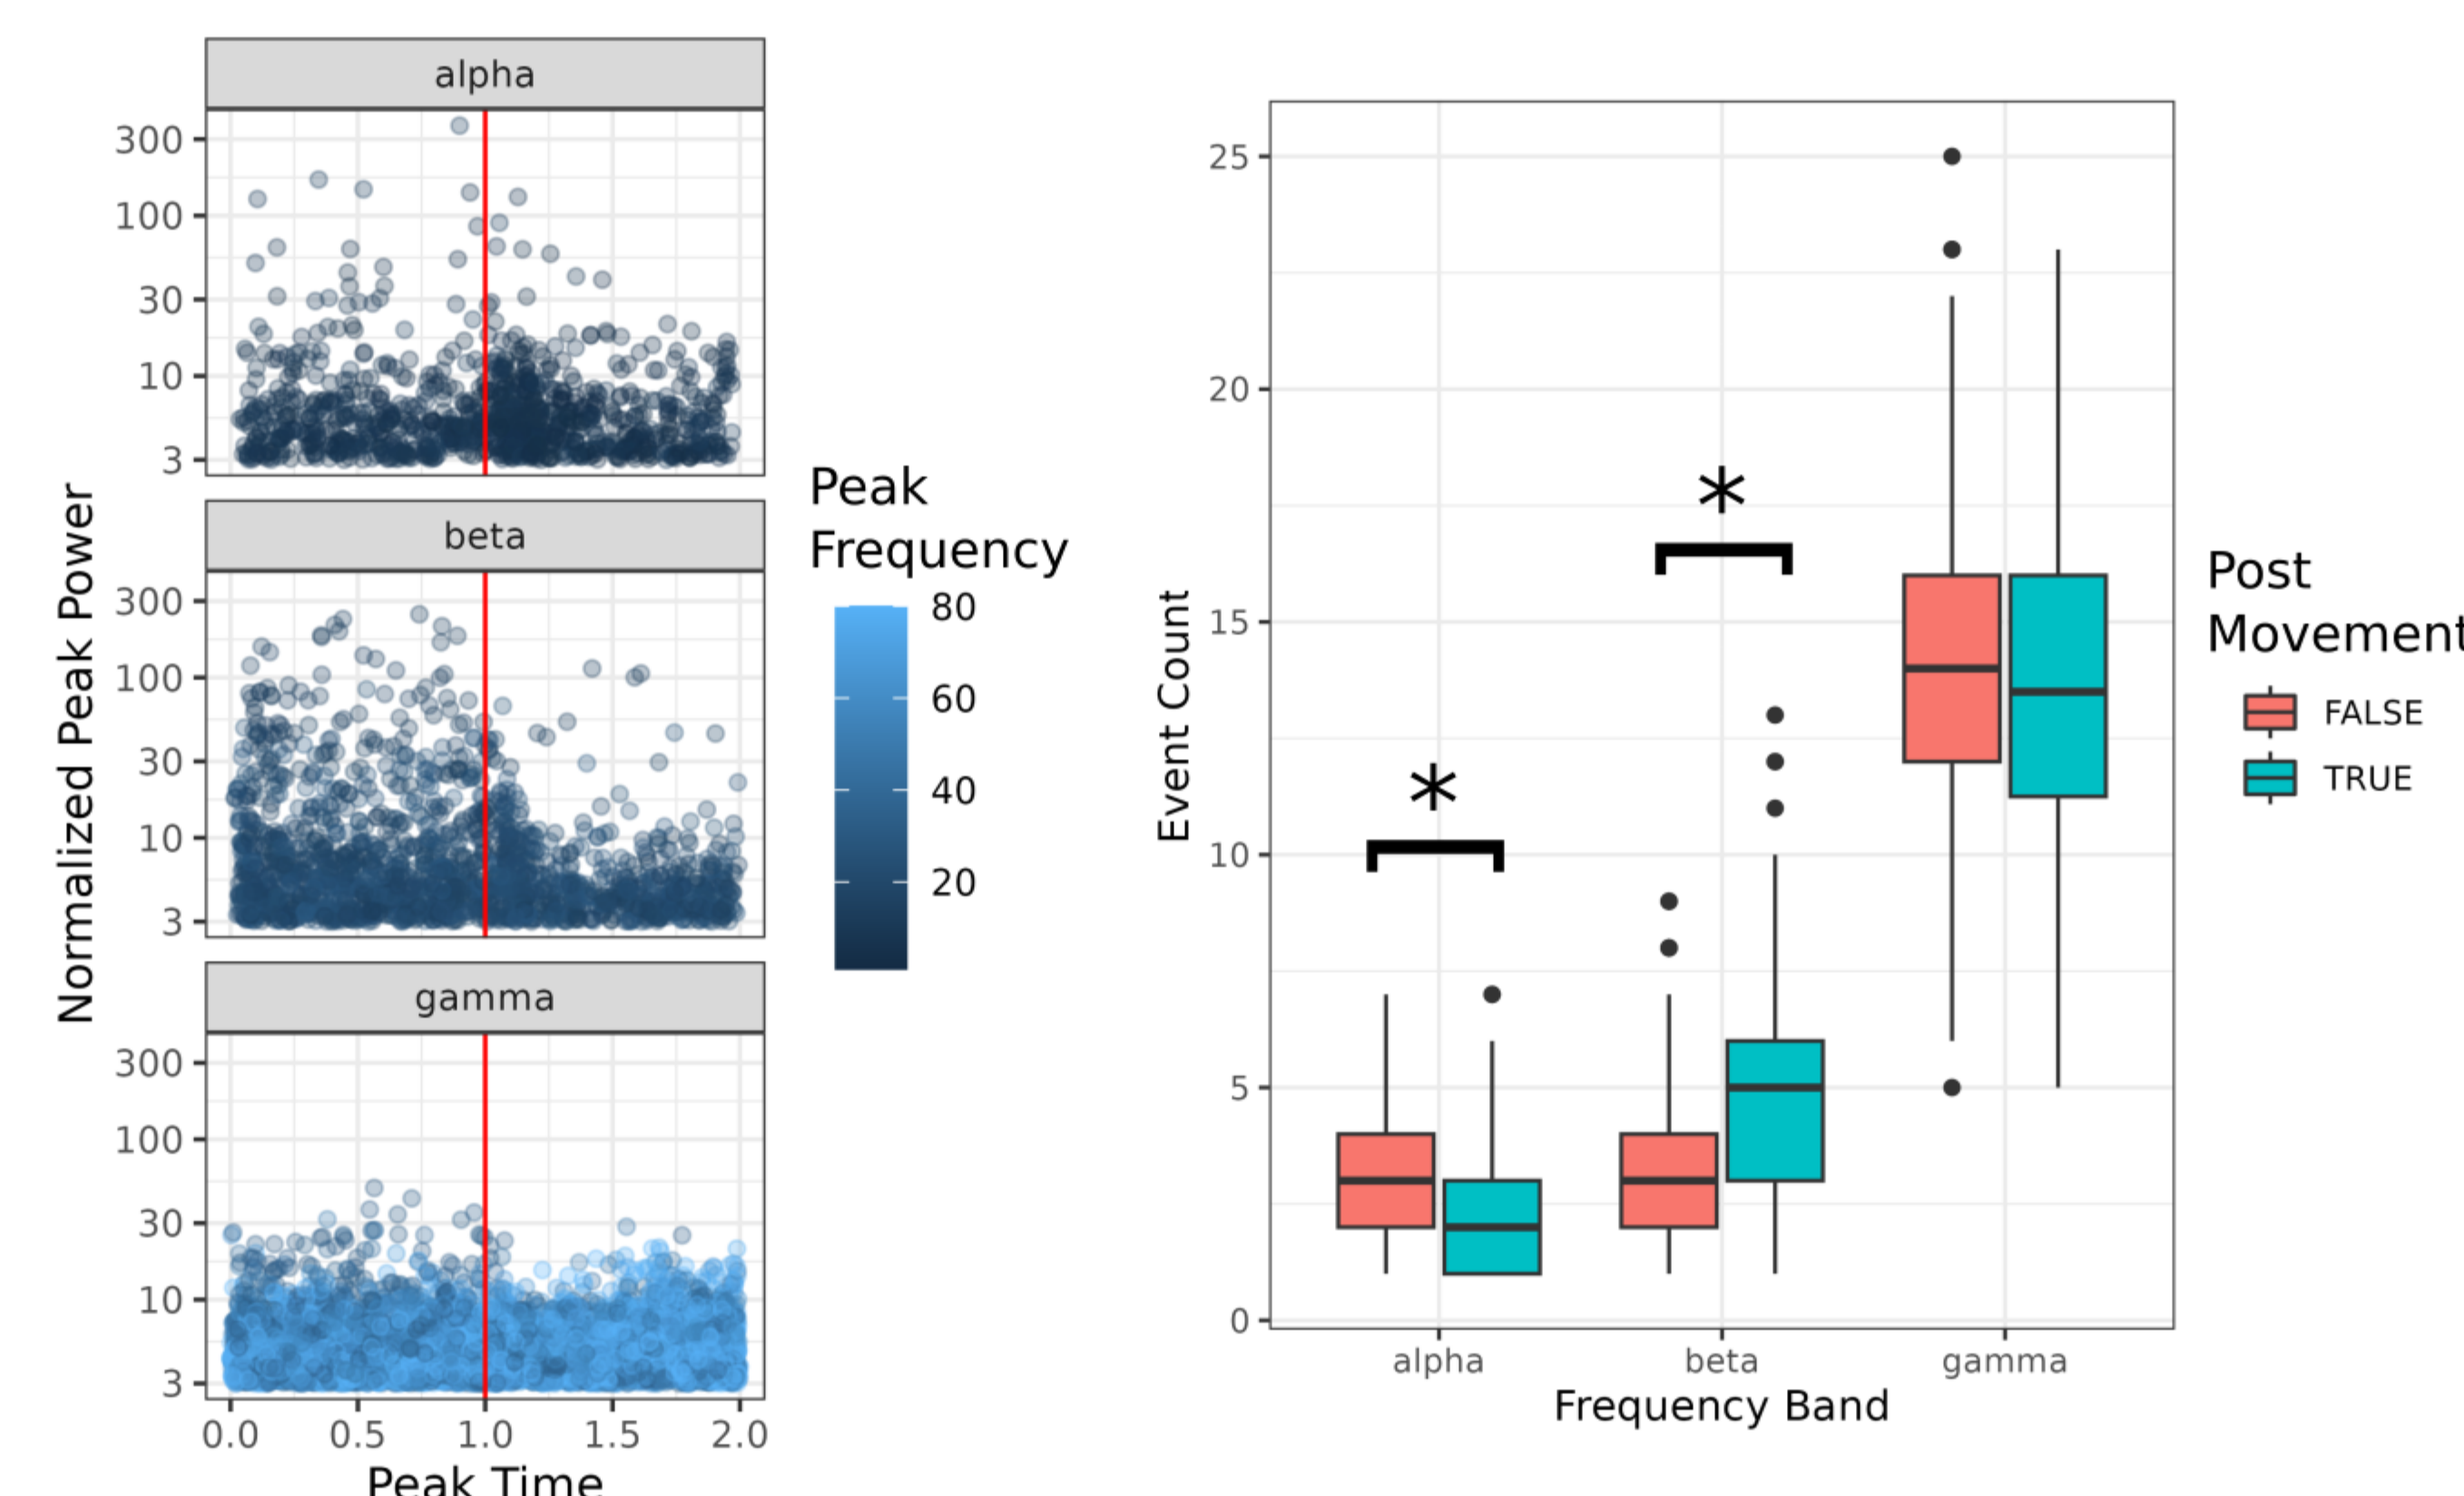 alpha
300
100
30
10
3
beta
300
100
30
10
3
gamma
300
100
30
10
3
0.0 0.5 1.0 1.5 2.0
Peak Time
Normalized Peak Power
Peak
Frequency
80
60
40
20
Event Count
25
20
15
10
5
0
*
*
alpha beta gamma
Frequency Band
Post
Movement
FALSE
TRUE